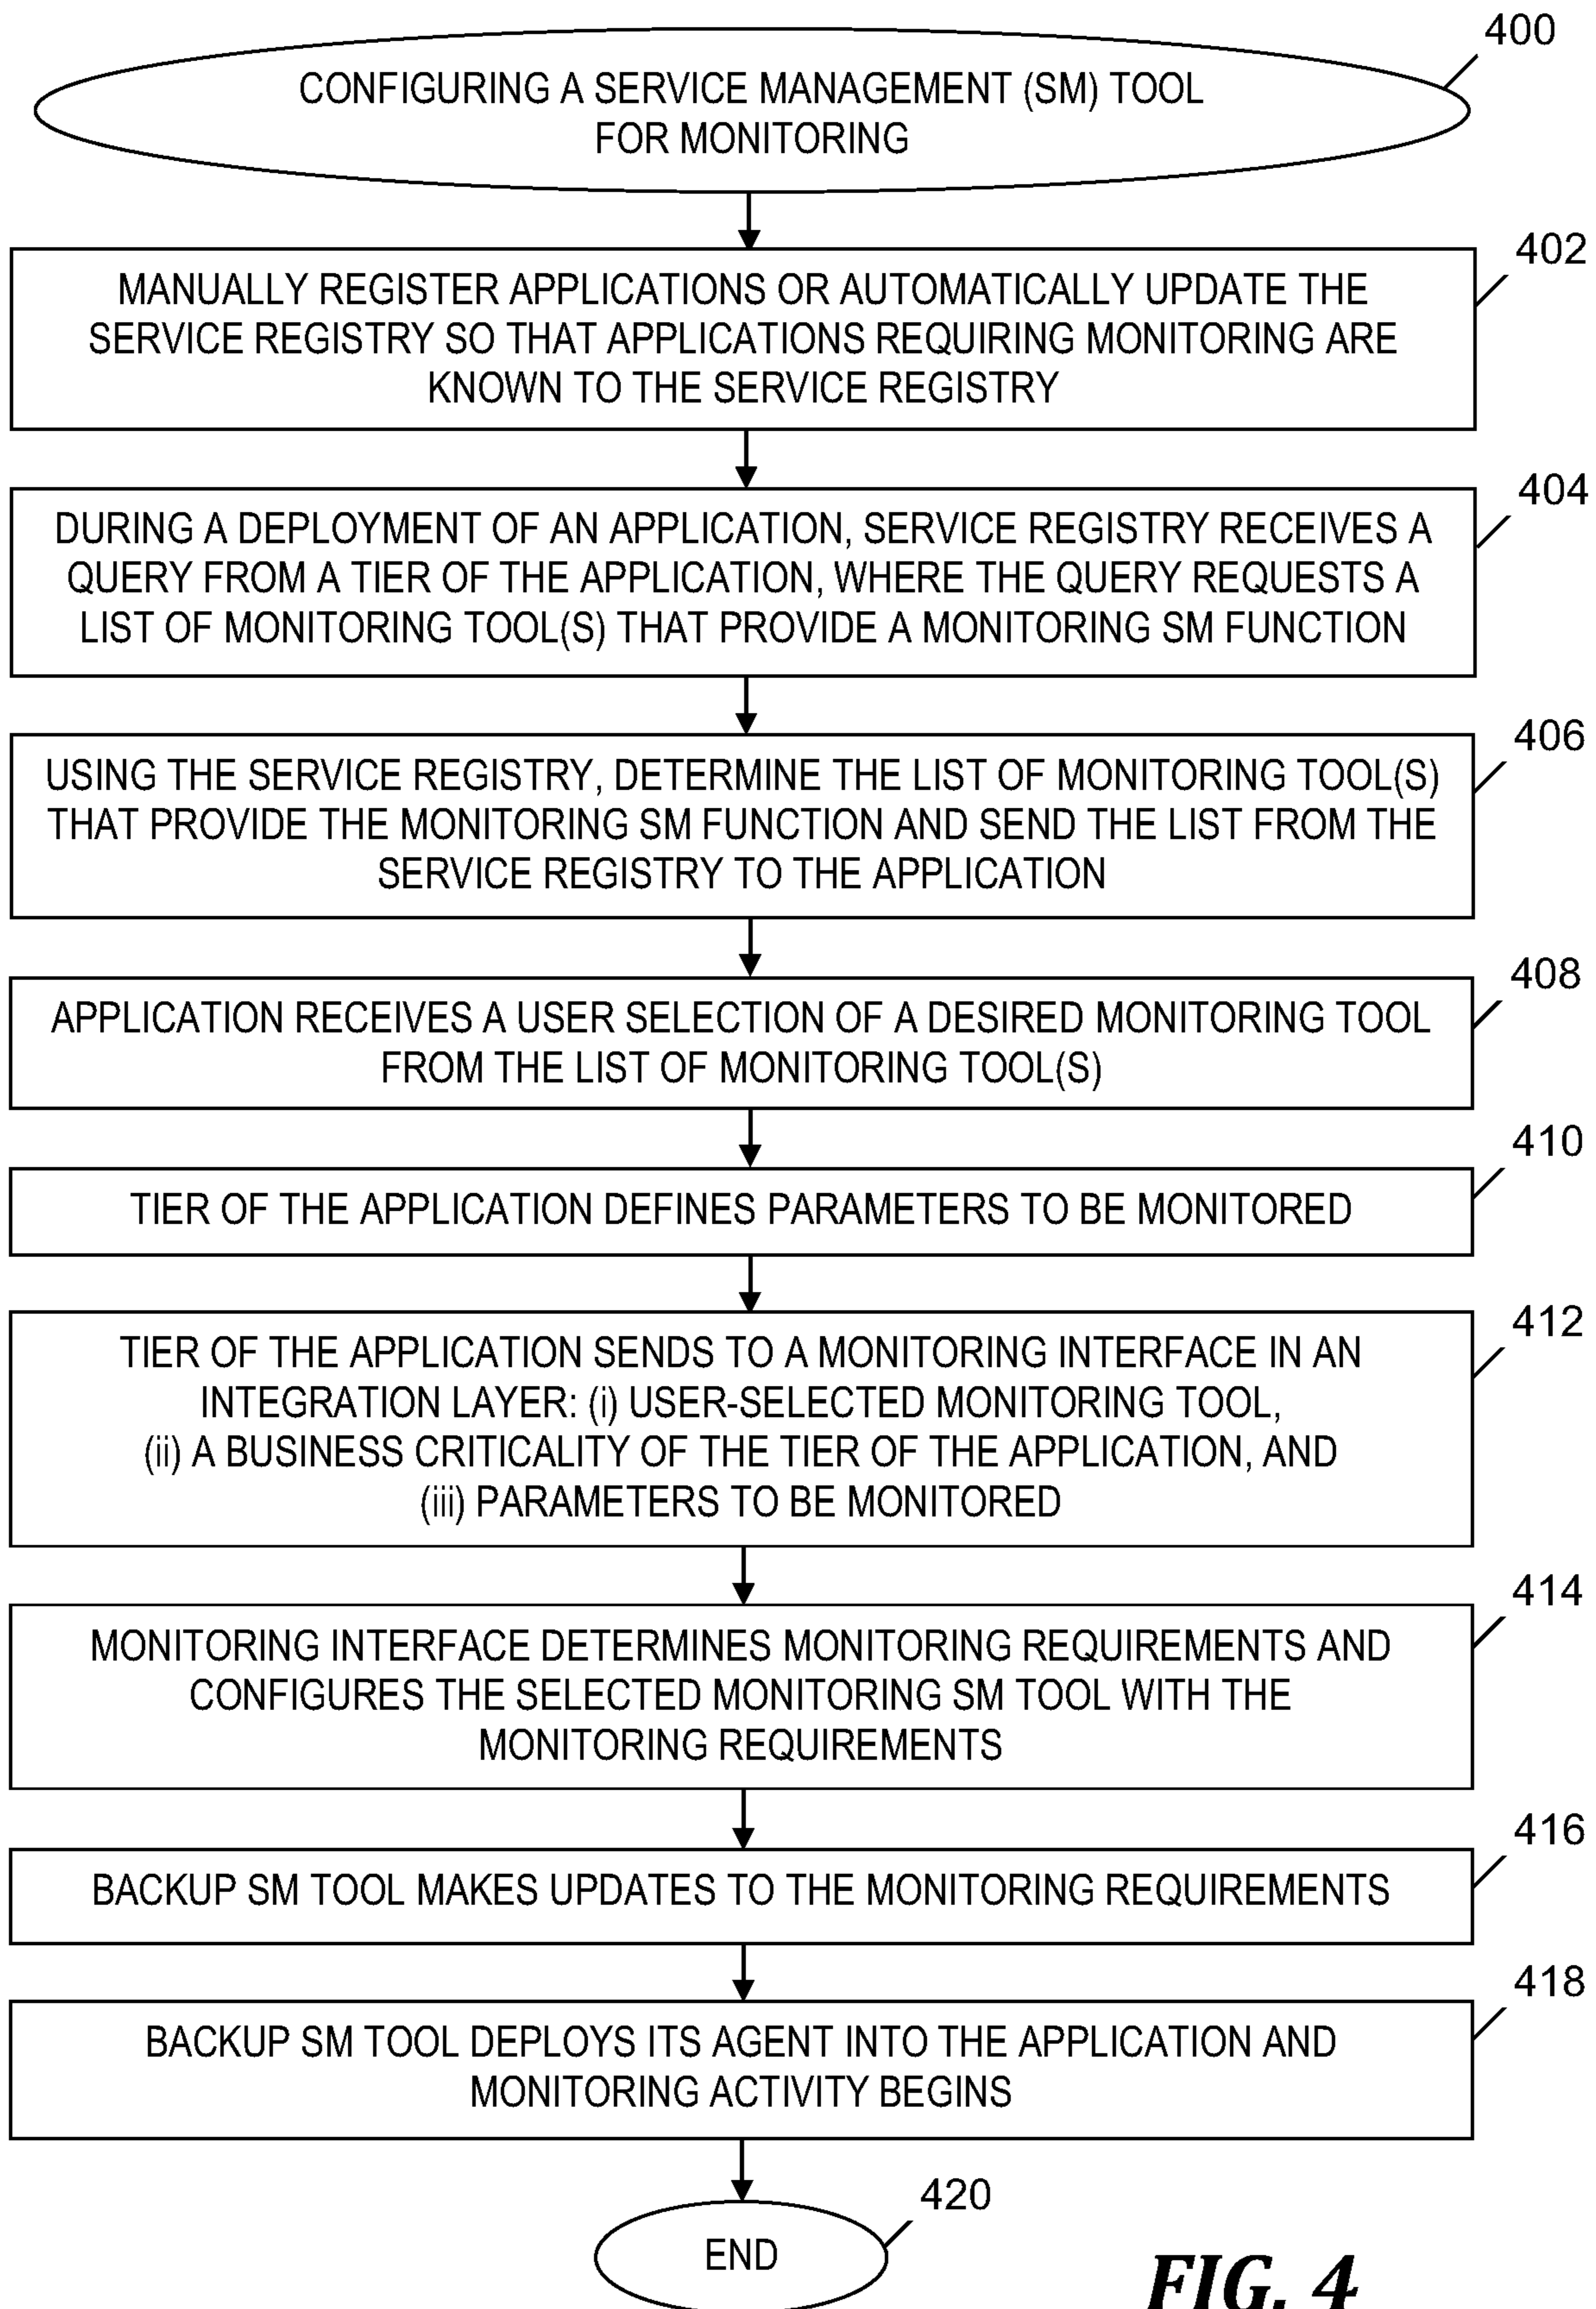 400
CONFIGURING A SERVICE MANAGEMENT (SM) TOOL
FOR MONITORING
402
MANUALLY REGISTER APPLICATIONS OR AUTOMATICALLY UPDATE THE
SERVICE REGISTRY SO THAT APPLICATIONS REQUIRING MONITORING ARE
KNOWN TO THE SERVICE REGISTRY
404
DURING A DEPLOYMENT OF AN APPLICATION, SERVICE REGISTRY RECEIVES A
QUERY FROM A TIER OF THE APPLICATION, WHERE THE QUERY REQUESTS A
LIST OF MONITORING TOOL(S) THAT PROVIDE A MONITORING SM FUNCTION
406
USING THE SERVICE REGISTRY, DETERMINE THE LIST OF MONITORING TOOL(S)
THAT PROVIDE THE MONITORING SM FUNCTION AND SEND THE LIST FROM THE
SERVICE REGISTRY TO THE APPLICATION
408
APPLICATION RECEIVES A USER SELECTION OF A DESIRED MONITORING TOOL
FROM THE LIST OF MONITORING TOOL(S)
410
TIER OF THE APPLICATION DEFINES PARAMETERS TO BE MONITORED
412
TIER OF THE APPLICATION SENDS TO A MONITORING INTERFACE IN AN
INTEGRATION LAYER: (i) USER-SELECTED MONITORING TOOL,
(ii) A BUSINESS CRITICALITY OF THE TIER OF THE APPLICATION, AND
(iii) PARAMETERS TO BE MONITORED
414
MONITORING INTERFACE DETERMINES MONITORING REQUIREMENTS AND
CONFIGURES THE SELECTED MONITORING SM TOOL WITH THE
MONITORING REQUIREMENTS
416
BACKUP SM TOOL MAKES UPDATES TO THE MONITORING REQUIREMENTS
418
BACKUP SM TOOL DEPLOYS ITS AGENT INTO THE APPLICATION AND
MONITORING ACTIVITY BEGINS
420
END
FIG. 4